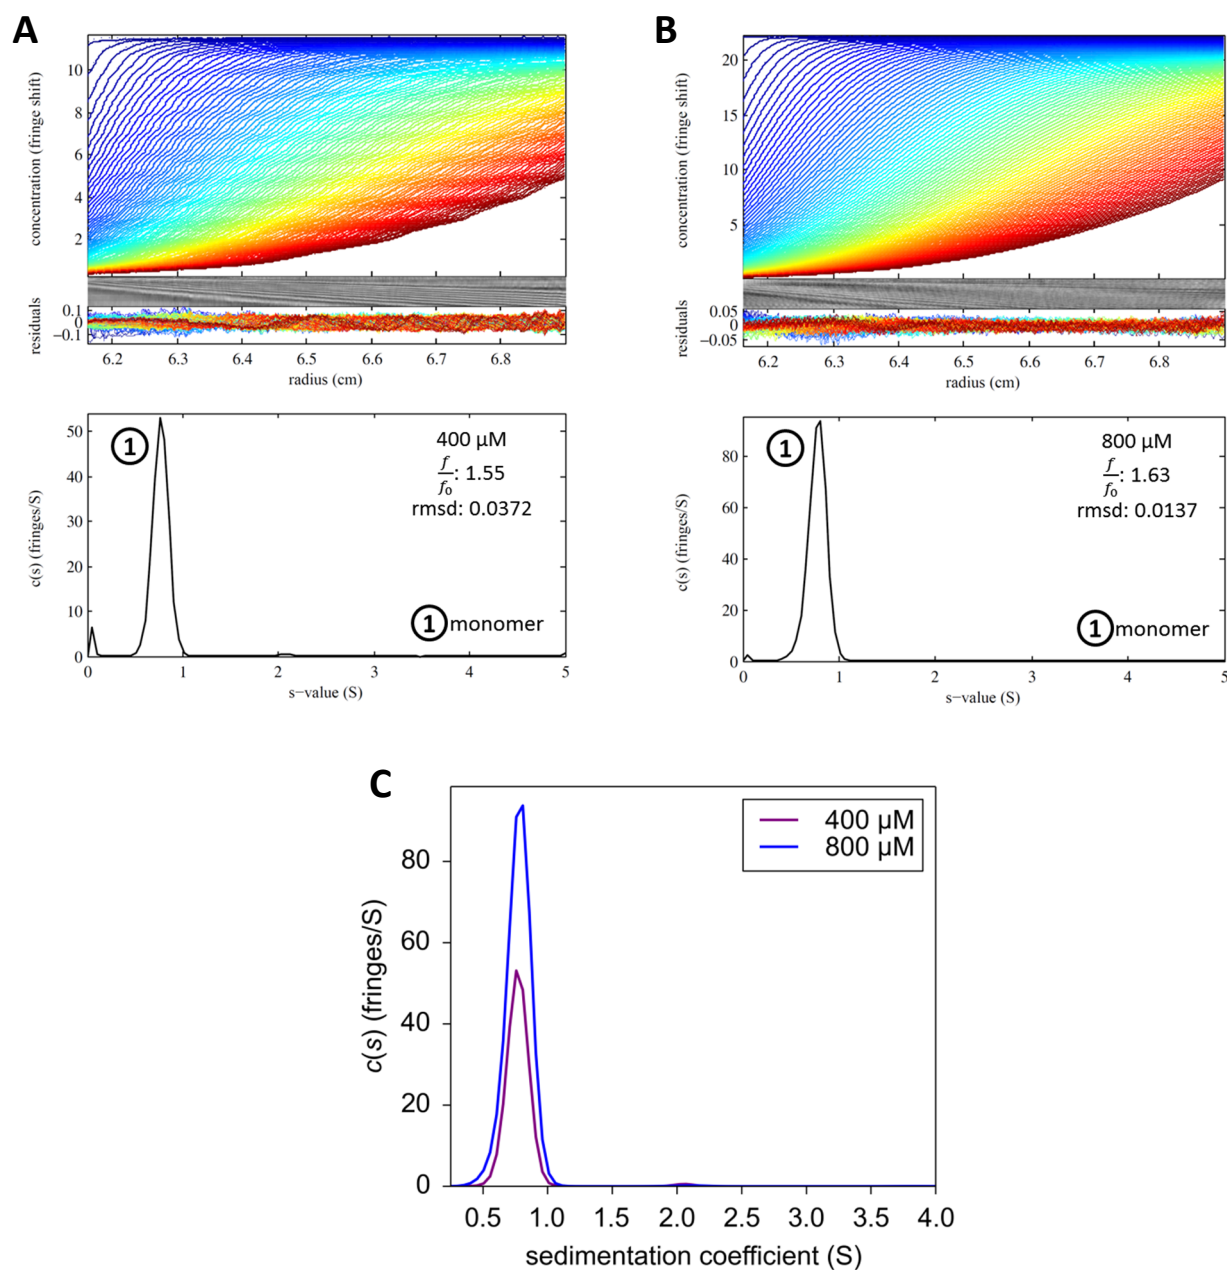 A
concentration (fringe shift)
10
8
6
4
2
residuals
0.1
0
−0.1
6.2 6.3 6.4 6.5 6.6 6.7 6.8
radius (cm)
B
concentration (fringe shift)
20
15
10
5
residuals
0.05
0
−0.05
6.2 6.3 6.4 6.5 6.6 6.7 6.8
radius (cm)
c(s) (fringes/S)
50
40
30
20
10
0
1
400 µM
f/f₀: 1.55
rmsd: 0.0372
1 monomer
0 1 2 3 4 5
s−value (S)
c(s) (fringes/S)
80
60
40
20
0
1
800 µM
f/f₀: 1.63
rmsd: 0.0137
1 monomer
0 1 2 3 4 5
s−value (S)
C
c(s) (fringes/S)
80
60
40
20
0
400 µM
800 µM
0.5 1.0 1.5 2.0 2.5 3.0 3.5 4.0
sedimentation coefficient (S)